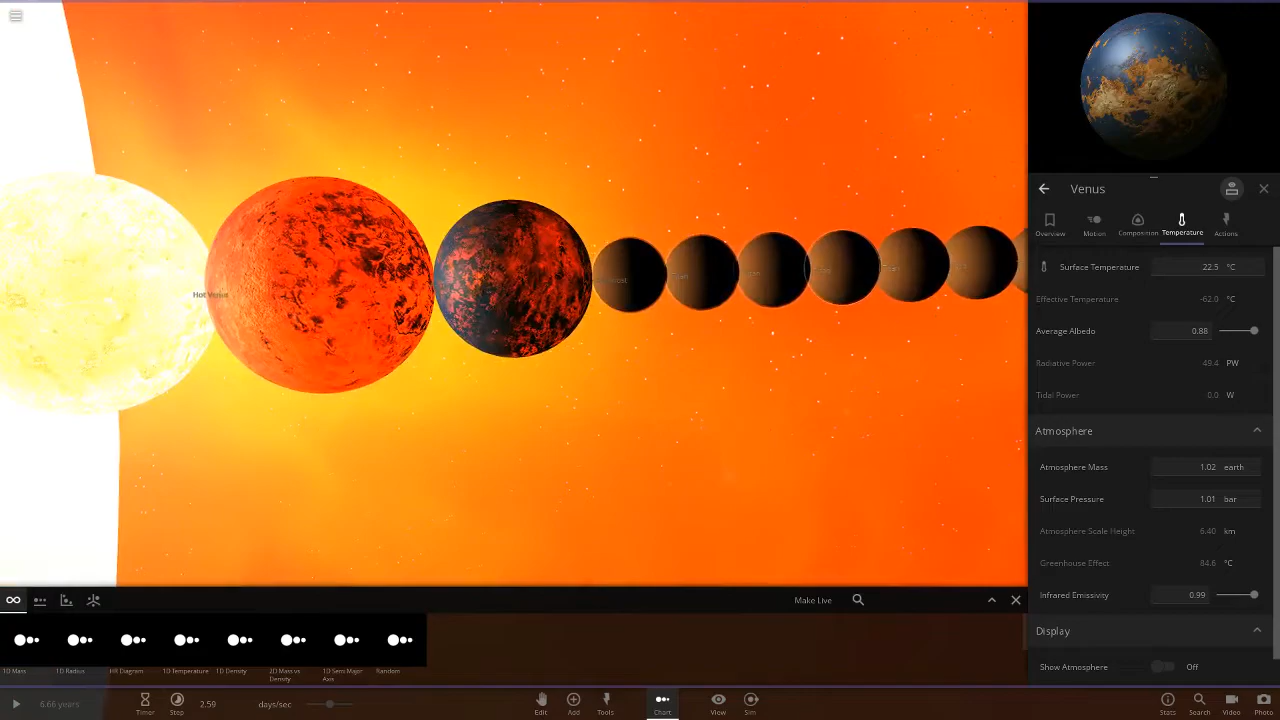 Hot Venus
Venus
Overview
Motion
Composition
Temperature
Actions
Surface Temperature 22.5 °C
Effective Temperature -62.0 °C
Average Albedo 0.88
Radiative Power 49.4 PW
Tidal Power 0.0 W
Atmosphere
Atmosphere Mass 1.02 earth
Surface Pressure 1.01 bar
Atmosphere Scale Height 6.40 km
Greenhouse Effect 84.6 °C
Infrared Emissivity 0.99
Display
Show Atmosphere Off
Make Live
1D Mass
1D Radius
HR Diagram
1D Temperature
1D Density
2D Mass vs
Density
1D Semi Major
Axis
Random
6.66 years
Timer
Step
2.59 days/sec
Edit
Add
Tools
Chart
View
Sim
Stats
Search
Video
Photo